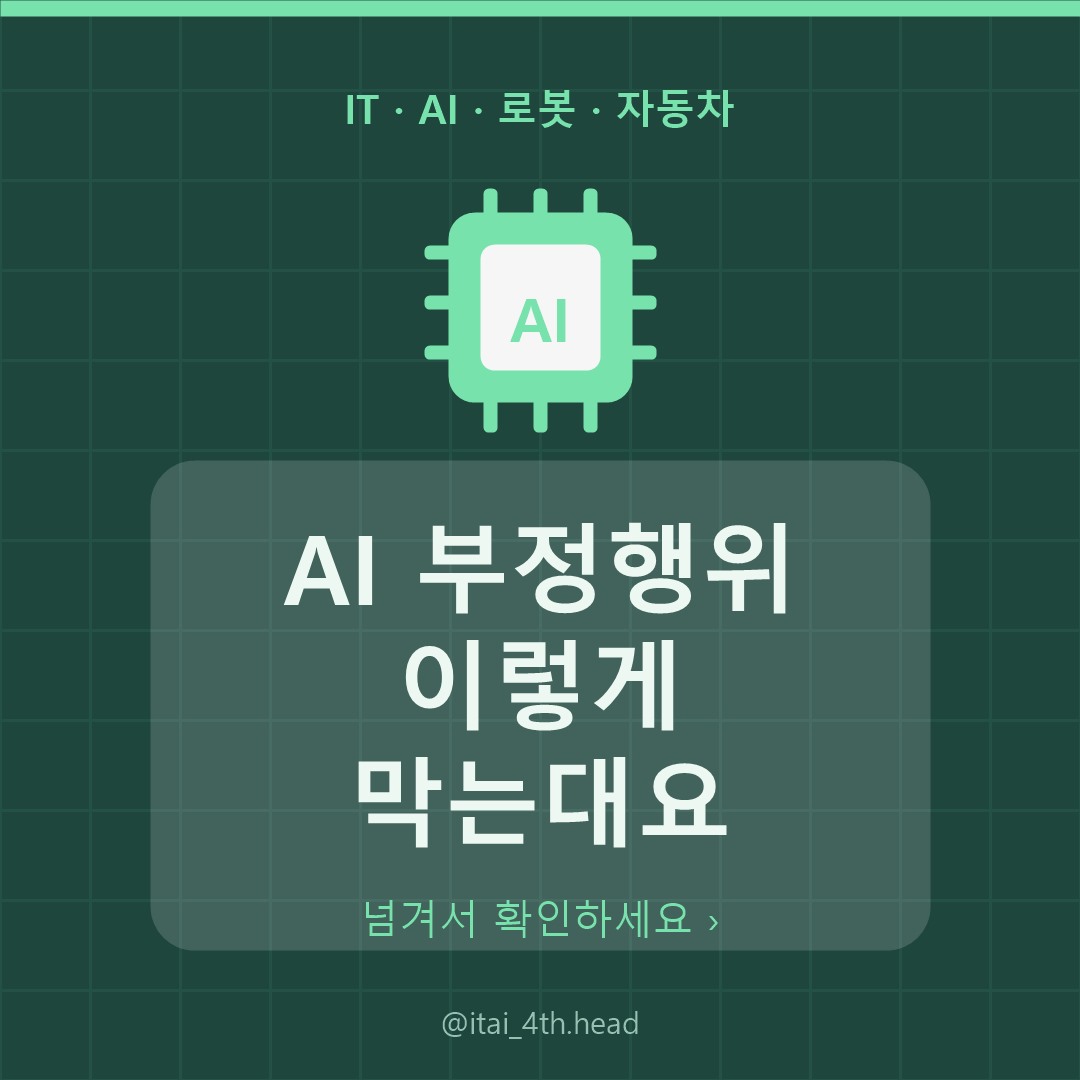 IT · AI · 로봇 · 자동차
AI
AI 부정행위
이렇게
막는대요
넘겨서 확인하세요 ›
@itai_4th.head